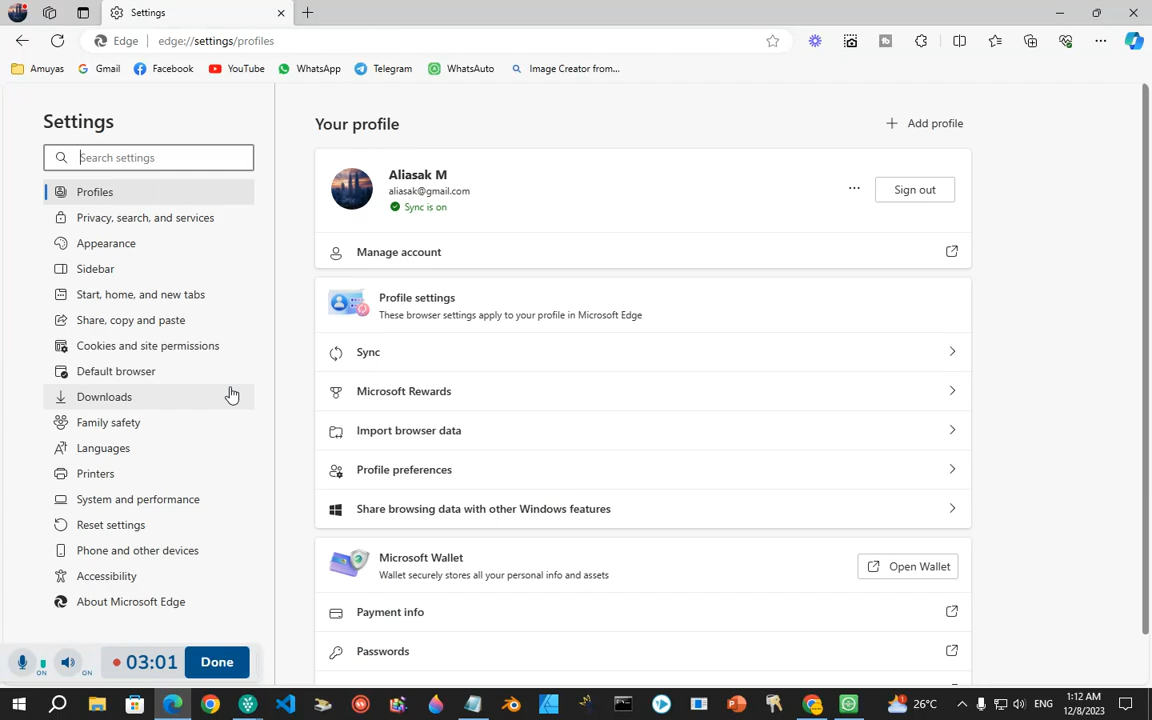 Settings
Edge edge://settings/profiles
Amuyas Gmail Facebook YouTube WhatsApp Telegram WhatsAuto Image Creator from...
Settings
Search settings
Profiles
Privacy, search, and services
Appearance
Sidebar
Start, home, and new tabs
Share, copy and paste
Cookies and site permissions
Default browser
Downloads
Family safety
Languages
Printers
System and performance
Reset settings
Phone and other devices
Accessibility
About Microsoft Edge
Your profile
Add profile
Aliasak M
aliasak@gmail.com
Sync is on
Sign out
Manage account
Profile settings
These browser settings apply to your profile in Microsoft Edge
Sync
Microsoft Rewards
Import browser data
Profile preferences
Share browsing data with other Windows features
Microsoft Wallet
Wallet securely stores all your personal info and assets
Open Wallet
Payment info
Passwords
ON ON 03:01 Done
26°C ENG
1:12 AM
12/8/2023